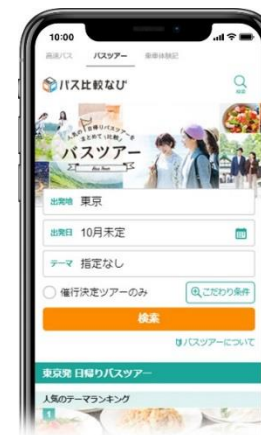 10:00
高速バス バスツアー 乗車体験記
バス比較なび
検索
人気の日帰りバスツアーを
まとめて比較!
バスツアー
Bus tour
出発地 東京
出発日 10月未定
テーマ 指定なし
催行決定ツアーのみ こだわり条件
検索
バスツアーについて
東京発 日帰りバスツアー
人気のテーマランキング
1